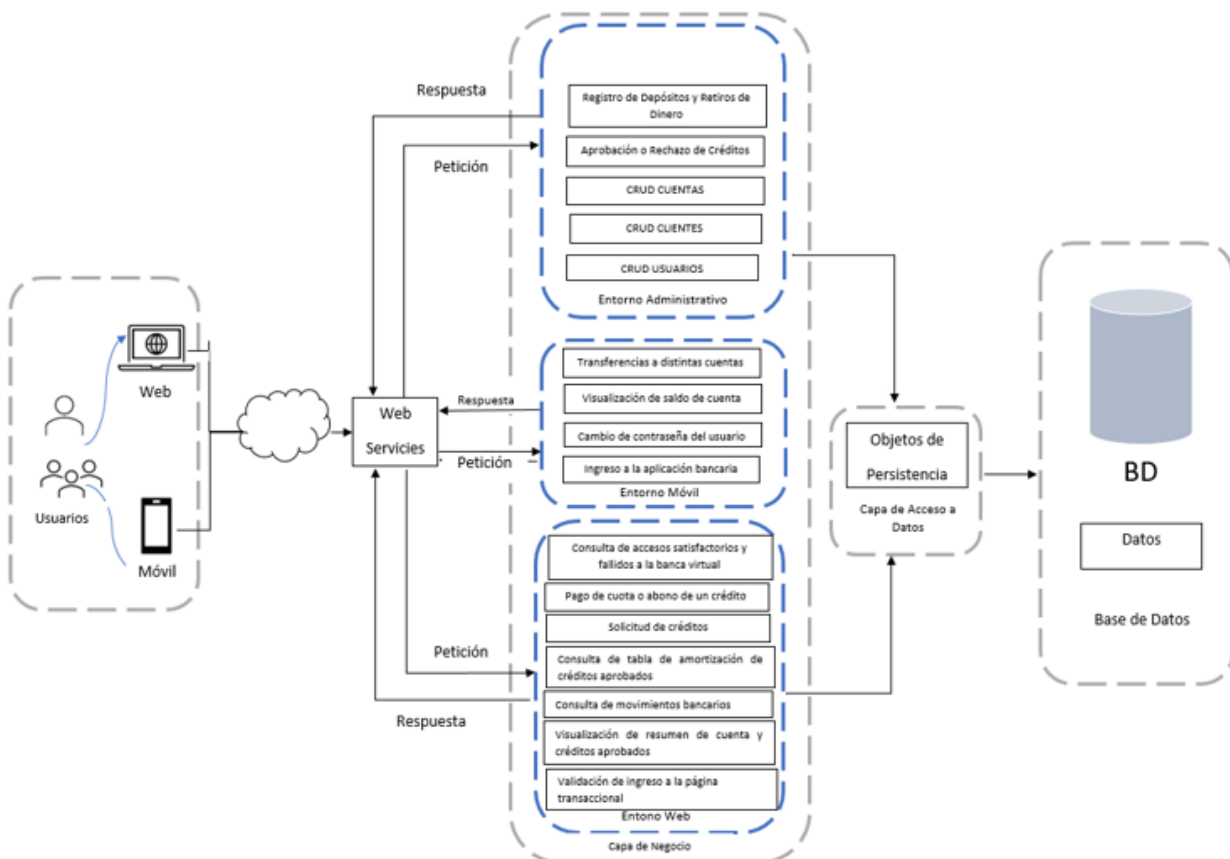 Web
Usuarios
Móvil
Web
Servicies
Respuesta
Petición
Respuesta
Petición
Petición
Respuesta
Registro de Depósitos y Retiros de
Dinero
Aprobación o Rechazo de Créditos
CRUD CUENTAS
CRUD CLIENTES
CRUD USUARIOS
Entorno Administrativo
Transferencias a distintas cuentas
Visualización de saldo de cuenta
Cambio de contraseña del usuario
Ingreso a la aplicación bancaria
Entorno Móvil
Consulta de accesos satisfactorios y
fallidos a la banca virtual
Pago de cuota o abono de un crédito
Solicitud de créditos
Consulta de tabla de amortización de
créditos aprobados
Consulta de movimientos bancarios
Visualización de resumen de cuenta y
créditos aprobados
Validación de ingreso a la página
transaccional
Entono Web
Capa de Negocio
Objetos de
Persistencia
Capa de Acceso a
Datos
BD
Datos
Base de Datos